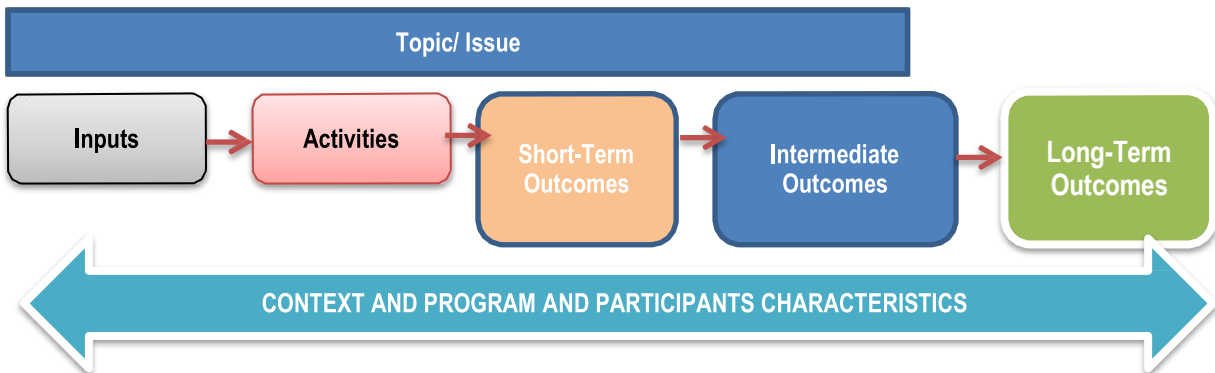 Topic/ Issue
Inputs
Activities
Short-Term
Outcomes
Intermediate
Outcomes
Long-Term
Outcomes
CONTEXT AND PROGRAM AND PARTICIPANTS CHARACTERISTICS